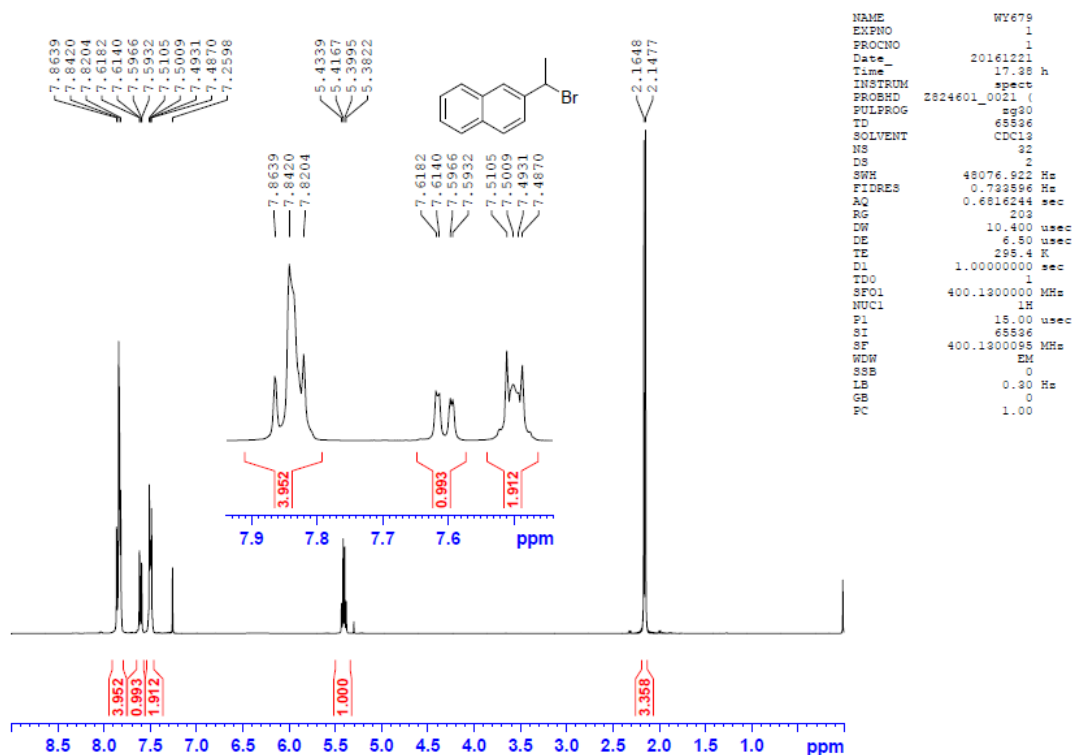 7.8639
7.8420
7.8204
7.6182
7.6140
7.5966
7.5932
7.5105
7.5009
7.4931
7.4870
7.2598
5.4339
5.4167
5.3995
5.3822
2.1648
2.1477
Br
7.8639
7.8420
7.8204
7.6182
7.6140
7.5966
7.5932
7.5105
7.5009
7.4931
7.4870
3.952
0.993
1.912
7.9 7.8 7.7 7.6 ppm
3.952
0.993
1.912
1.000
3.358
8.5 8.0 7.5 7.0 6.5 6.0 5.5 5.0 4.5 4.0 3.5 3.0 2.5 2.0 1.5 1.0 ppm
NAME WY679
EXPNO 1
PROCNO 1
Date_ 20161221
Time 17.38 h
INSTRUM spect
PROBHD Z824601_0021 (
PULPROG zg30
TD 65536
SOLVENT CDCl3
NS 32
DS 2
SWH 48076.922 Hz
FIDRES 0.733596 Hz
AQ 0.6816244 sec
RG 203
DW 10.400 usec
DE 6.50 usec
TE 295.4 K
D1 1.00000000 sec
TD0 1
SFO1 400.1300000 MHz
NUC1 1H
P1 15.00 usec
SI 65536
SF 400.1300095 MHz
WDW EM
SSB 0
LB 0.30 Hz
GB 0
PC 1.00